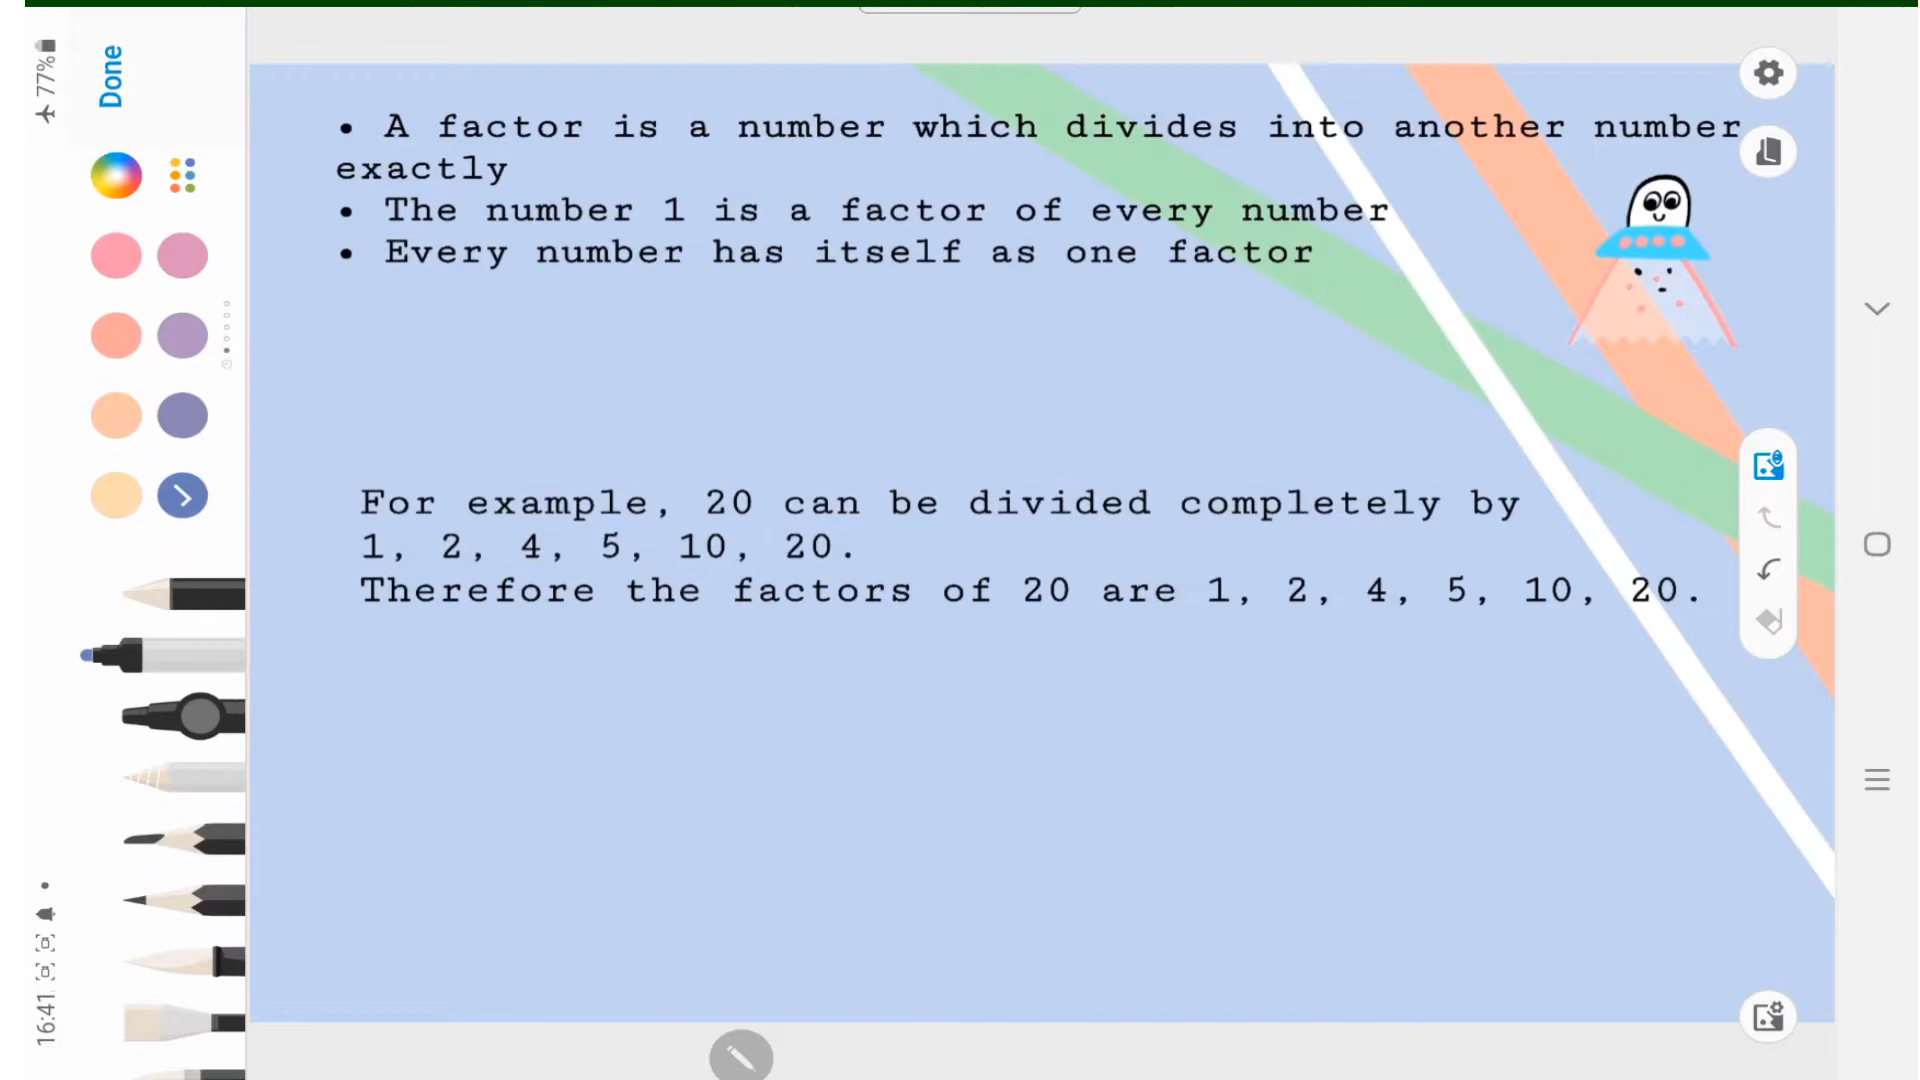 Done
77%
16:41
• A factor is a number which divides into another number
exactly
• The number 1 is a factor of every number
• Every number has itself as one factor
For example, 20 can be divided completely by
1, 2, 4, 5, 10, 20.
Therefore the factors of 20 are 1, 2, 4, 5, 10, 20.